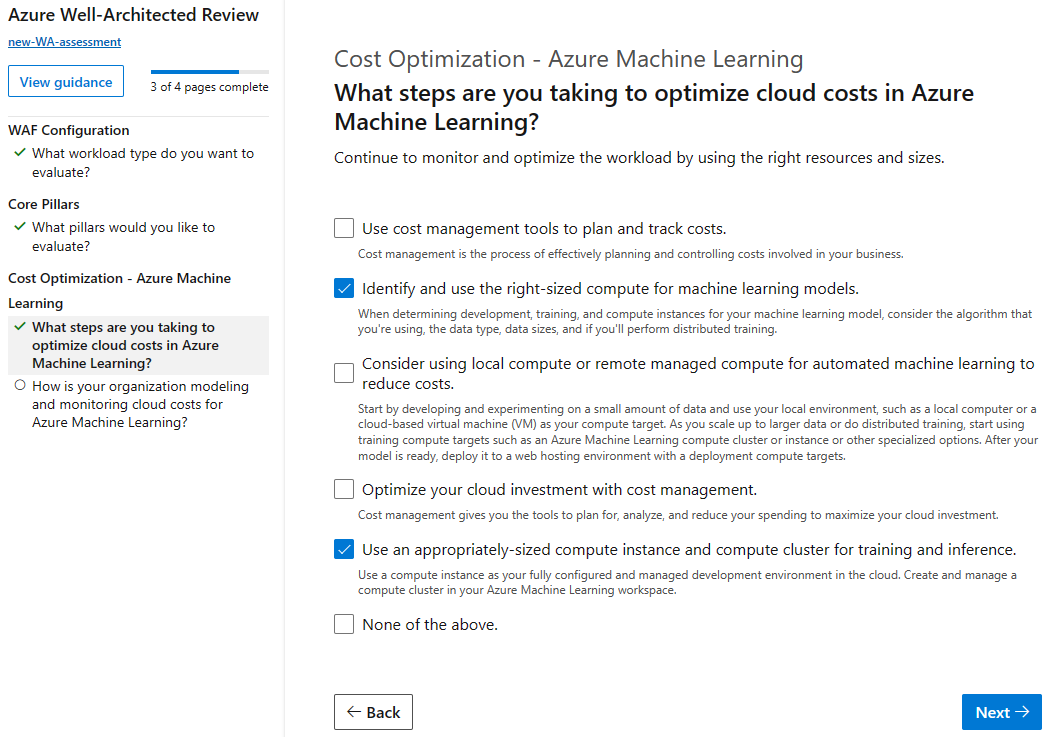 Azure Well-Architected Review
new-WA-assessment
View guidance
3 of 4 pages complete
WAF Configuration
What workload type do you want to
evaluate?
Core Pillars
What pillars would you like to
evaluate?
Cost Optimization - Azure Machine
Learning
What steps are you taking to
optimize cloud costs in Azure
Machine Learning?
How is your organization modeling
and monitoring cloud costs for
Azure Machine Learning?
Cost Optimization - Azure Machine Learning
What steps are you taking to optimize cloud costs in Azure
Machine Learning?
Continue to monitor and optimize the workload by using the right resources and sizes.
Use cost management tools to plan and track costs.
Cost management is the process of effectively planning and controlling costs involved in your business.
Identify and use the right-sized compute for machine learning models.
When determining development, training, and compute instances for your machine learning model, consider the algorithm that
you're using, the data type, data sizes, and if you'll perform distributed training.
Consider using local compute or remote managed compute for automated machine learning to
reduce costs.
Start by developing and experimenting on a small amount of data and use your local environment, such as a local computer or a
cloud-based virtual machine (VM) as your compute target. As you scale up to larger data or do distributed training, start using
training compute targets such as an Azure Machine Learning compute cluster or instance or other specialized options. After your
model is ready, deploy it to a web hosting environment with a deployment compute targets.
Optimize your cloud investment with cost management.
Cost management gives you the tools to plan for, analyze, and reduce your spending to maximize your cloud investment.
Use an appropriately-sized compute instance and compute cluster for training and inference.
Use a compute instance as your fully configured and managed development environment in the cloud. Create and manage a
compute cluster in your Azure Machine Learning workspace.
None of the above.
Back
Next